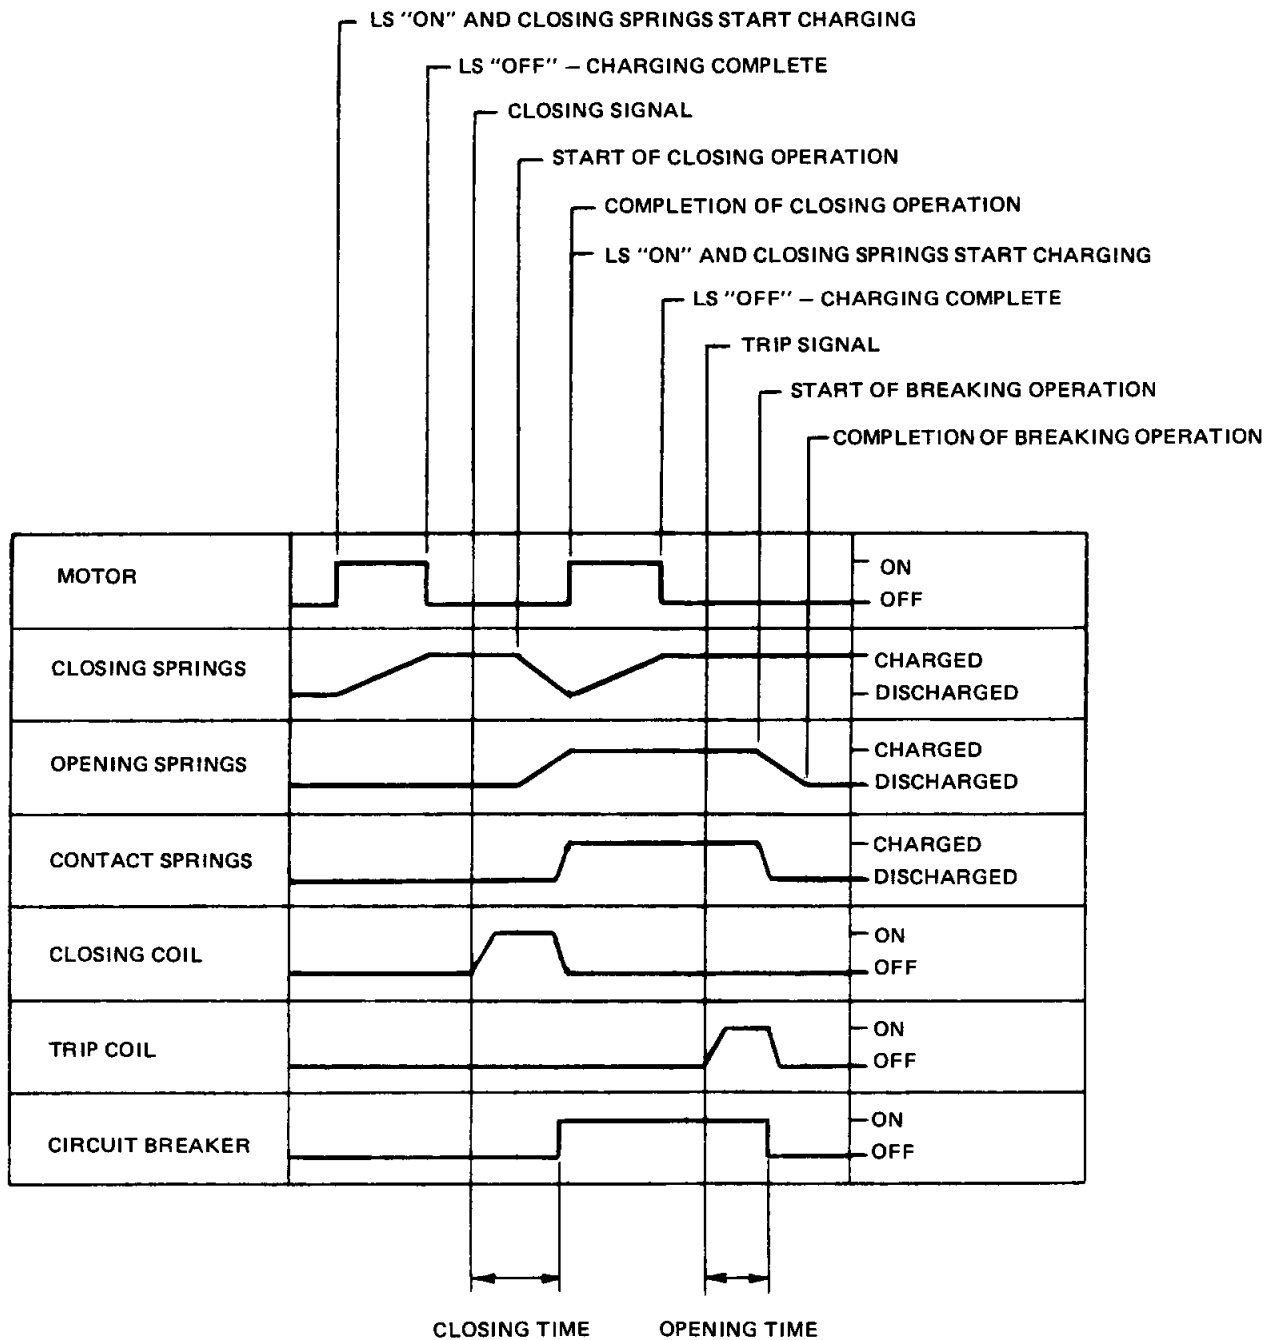 LS "ON" AND CLOSING SPRINGS START CHARGING
LS "OFF" – CHARGING COMPLETE
CLOSING SIGNAL
START OF CLOSING OPERATION
COMPLETION OF CLOSING OPERATION
LS "ON" AND CLOSING SPRINGS START CHARGING
LS "OFF" – CHARGING COMPLETE
TRIP SIGNAL
START OF BREAKING OPERATION
COMPLETION OF BREAKING OPERATION
MOTOR
ON
OFF
CLOSING SPRINGS
CHARGED
DISCHARGED
OPENING SPRINGS
CHARGED
DISCHARGED
CONTACT SPRINGS
CHARGED
DISCHARGED
CLOSING COIL
ON
OFF
TRIP COIL
ON
OFF
CIRCUIT BREAKER
ON
OFF
CLOSING TIME
OPENING TIME